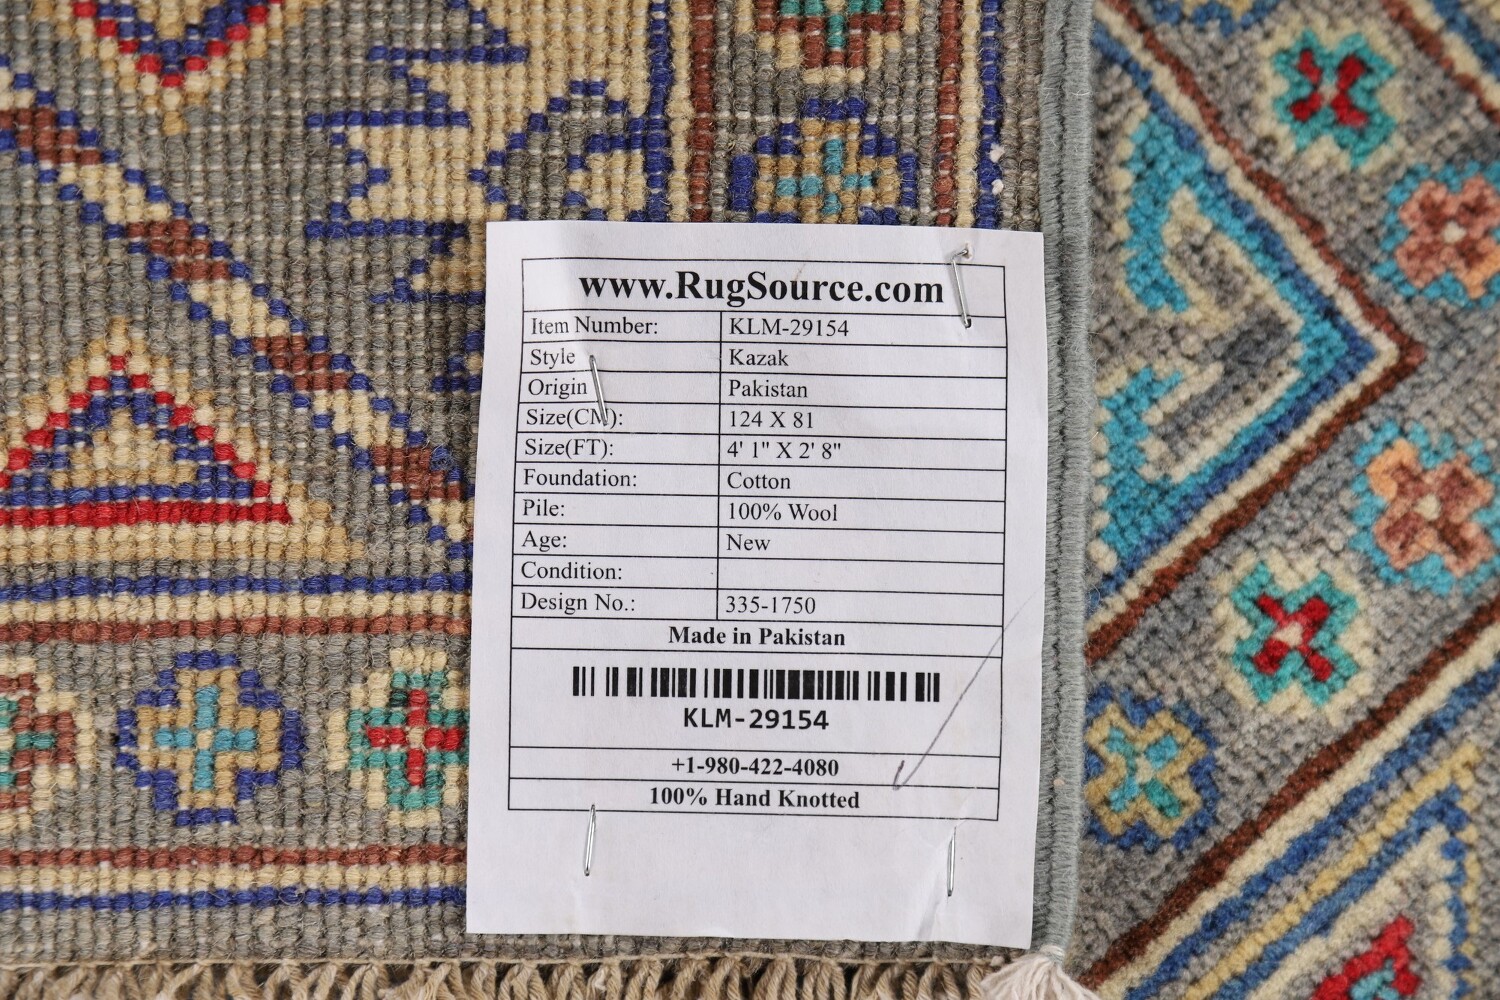 www.RugSource.com
Item Number: KLM-29154
Style Kazak
Origin Pakistan
Size(CM): 124 X 81
Size(FT): 4' 1" X 2' 8"
Foundation: Cotton
Pile: 100% Wool
Age: New
Condition:
Design No.: 335-1750
Made in Pakistan
KLM-29154
+1-980-422-4080
100% Hand Knotted